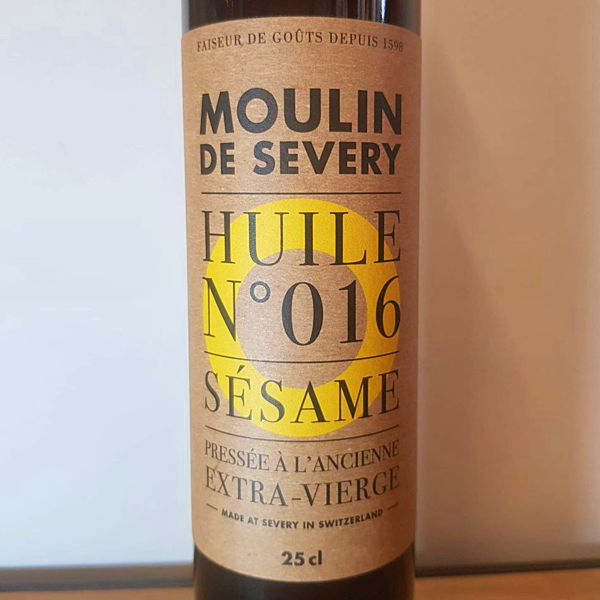 FAISEUR DE GOÛTS DEPUIS 1598
MOULIN
DE SEVERY
HUILE
N°016
SÉSAME
PRESSÉE À L'ANCIENNE
EXTRA-VIERGE
MADE AT SEVERY IN SWITZERLAND
25 cl